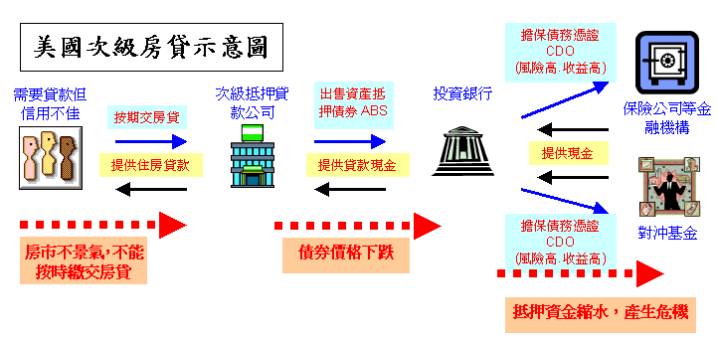 美國次級房貸示意圖
需要貸款但
信用不佳
按期交房貸
提供住房貸款
次級抵押貸
款公司
出售資產抵
押債券 ABS
提供貸款現金
投資銀行
擔保債務憑證
CDO
(風險高.收益高)
保險公司等金
融機構
提供現金
對沖基金
擔保債務憑證
CDO
(風險高.收益高)
房市不景氣,不能
按時繳交房貸
債券價格下跌
抵押資金縮水，產生危機